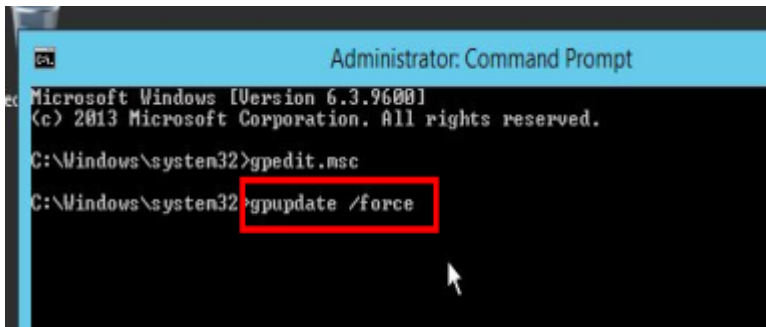 Administrator: Command Prompt
Microsoft Windows [Version 6.3.9600]
(c) 2013 Microsoft Corporation. All rights reserved.
C:\Windows\system32>gpedit.msc
C:\Windows\system32>gpupdate /force